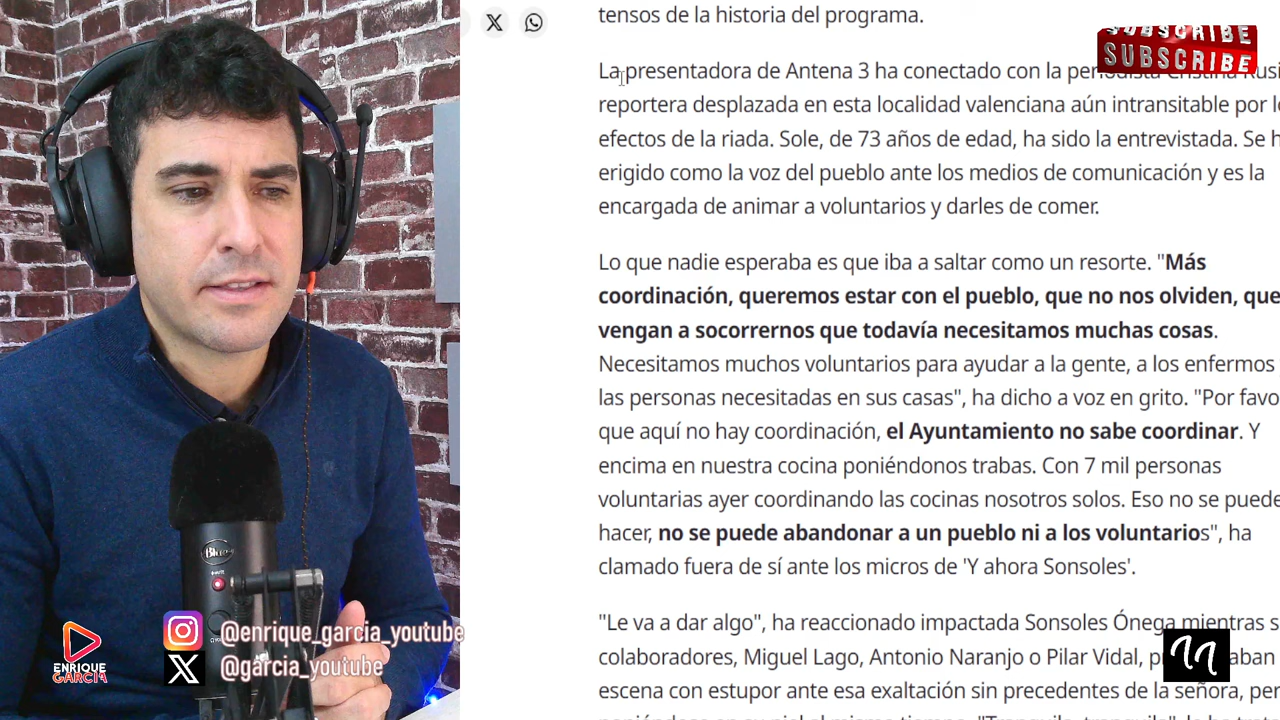 tensos de la historia del programa.
SUBSCRIBE
SUBSCRIBE
La presentadora de Antena 3 ha conectado con la periodista Cristina Rusi
reportera desplazada en esta localidad valenciana aún intransitable por l
efectos de la riada. Sole, de 73 años de edad, ha sido la entrevistada. Se h
erigido como la voz del pueblo ante los medios de comunicación y es la
encargada de animar a voluntarios y darles de comer.
Lo que nadie esperaba es que iba a saltar como un resorte. "Más
coordinación, queremos estar con el pueblo, que no nos olviden, que
vengan a socorrernos que todavía necesitamos muchas cosas.
Necesitamos muchos voluntarios para ayudar a la gente, a los enfermos
las personas necesitadas en sus casas", ha dicho a voz en grito. "Por favo
que aquí no hay coordinación, el Ayuntamiento no sabe coordinar. Y
encima en nuestra cocina poniéndonos trabas. Con 7 mil personas
voluntarias ayer coordinando las cocinas nosotros solos. Eso no se puede
hacer, no se puede abandonar a un pueblo ni a los voluntarios", ha
clamado fuera de sí ante los micros de 'Y ahora Sonsoles'.
"Le va a dar algo", ha reaccionado impactada Sonsoles Ónega mientras s
colaboradores, Miguel Lago, Antonio Naranjo o Pilar Vidal,
escena con estupor ante esa exaltación sin precedentes de la señora, per
Blue
ENRIQUE
GARCIA
@enrique_garcia_youtube
@garcia_youtube